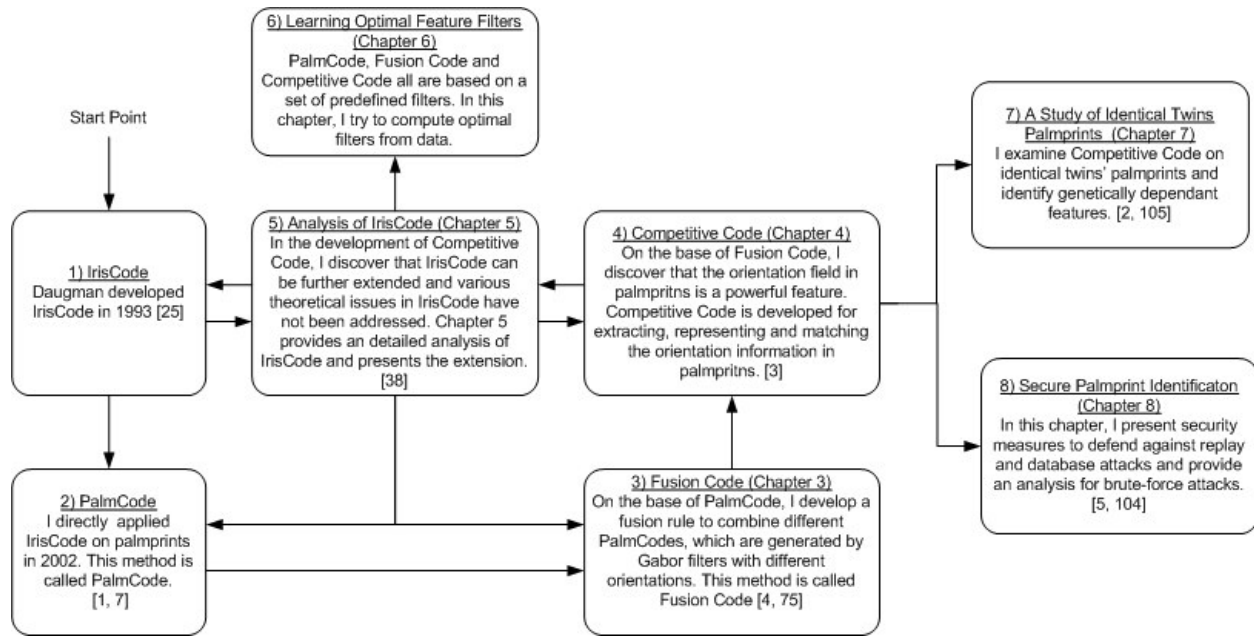 6) Learning Optimal Feature Filters
(Chapter 6)
PalmCode, Fusion Code and
Competitive Code all are based on a
set of predefined filters. In this
chapter, I try to compute optimal
filters from data.
Start Point
7) A Study of Identical Twins
Palmprints (Chapter 7)
I examine Competitive Code on
identical twins' palmprints and
identify genetically dependant
features. [2, 105]
1) IrisCode
Daugman developed
IrisCode in 1993 [25]
5) Analysis of IrisCode (Chapter 5)
In the development of Competitive
Code, I discover that IrisCode can
be further extended and various
theoretical issues in IrisCode have
not been addressed. Chapter 5
provides an detailed analysis of
IrisCode and presents the extension.
[38]
4) Competitive Code (Chapter 4)
On the base of Fusion Code, I
discover that the orientation field in
palmpritns is a powerful feature.
Competitive Code is developed for
extracting, representing and matching
the orientation information in
palmpritns. [3]
8) Secure Palmprint Identificaton
(Chapter 8)
In this chapter, I present security
measures to defend against replay
and database attacks and provide
an analysis for brute-force attacks.
[5, 104]
2) PalmCode
I directly applied
IrisCode on palmprints
in 2002. This method is
called PalmCode.
[1, 7]
3) Fusion Code (Chapter 3)
On the base of PalmCode, I develop a
fusion rule to combine different
PalmCodes, which are generated by
Gabor filters with different
orientations. This method is called
Fusion Code [4, 75]